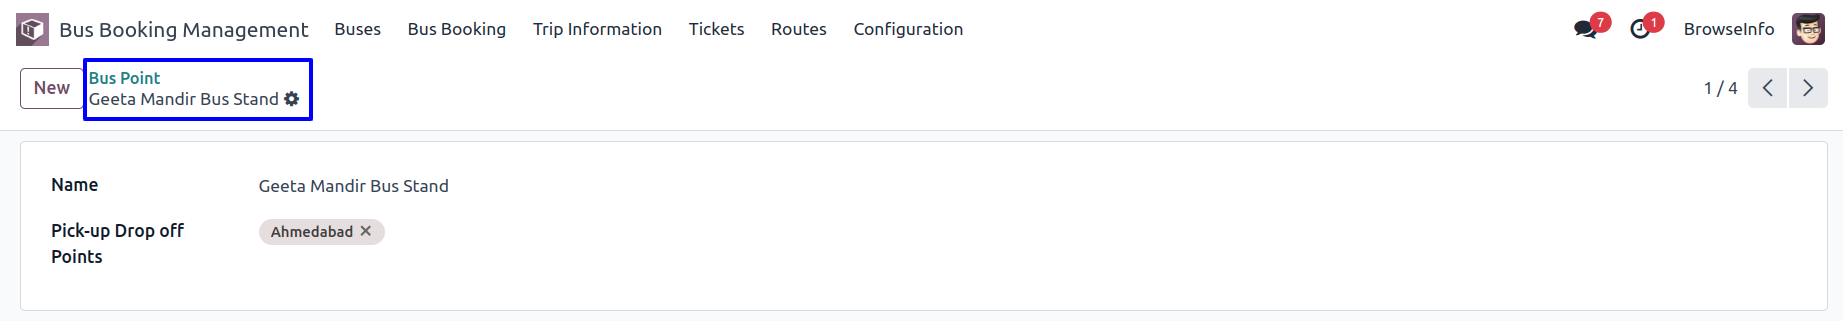 Bus Booking Management Buses Bus Booking Trip Information Tickets Routes Configuration 7 1 BrowseInfo
New
Bus Point
Geeta Mandir Bus Stand
1 / 4
Name Geeta Mandir Bus Stand
Pick-up Drop off Points Ahmedabad ✕